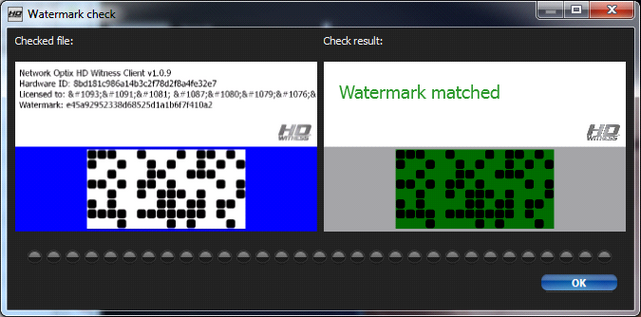 HD Watermark check
Checked file:
Check result:
Network Optix HD Witness Client v1.0.9
Hardware ID: 8bd181c986a14b3c2f78d2f8a4fe32e7
Licensed to: &#1093;&#1091;&#1081; &#1087;&#1080;&#1079;&#1076;&
Watermark: e45a92952338d68525d1a1b6f7f410a2
HD
WITNESS
Watermark matched
HD
WITNESS
OK